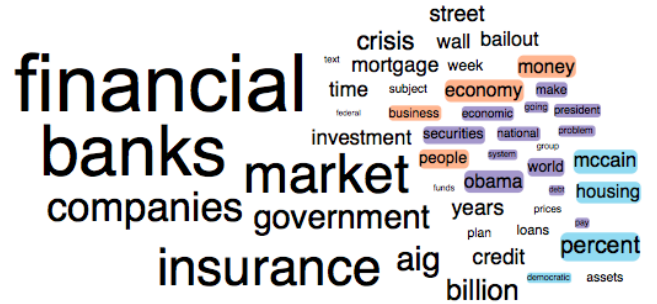 street
crisis wall bailout
text mortgage week money
financial time subject economy make
federal business economic going president
banks investment securities national problem
market people system group world mccain
funds obama debt housing
companies government years prices pay
plan loans percent
insurance aig credit
billion democratic assets